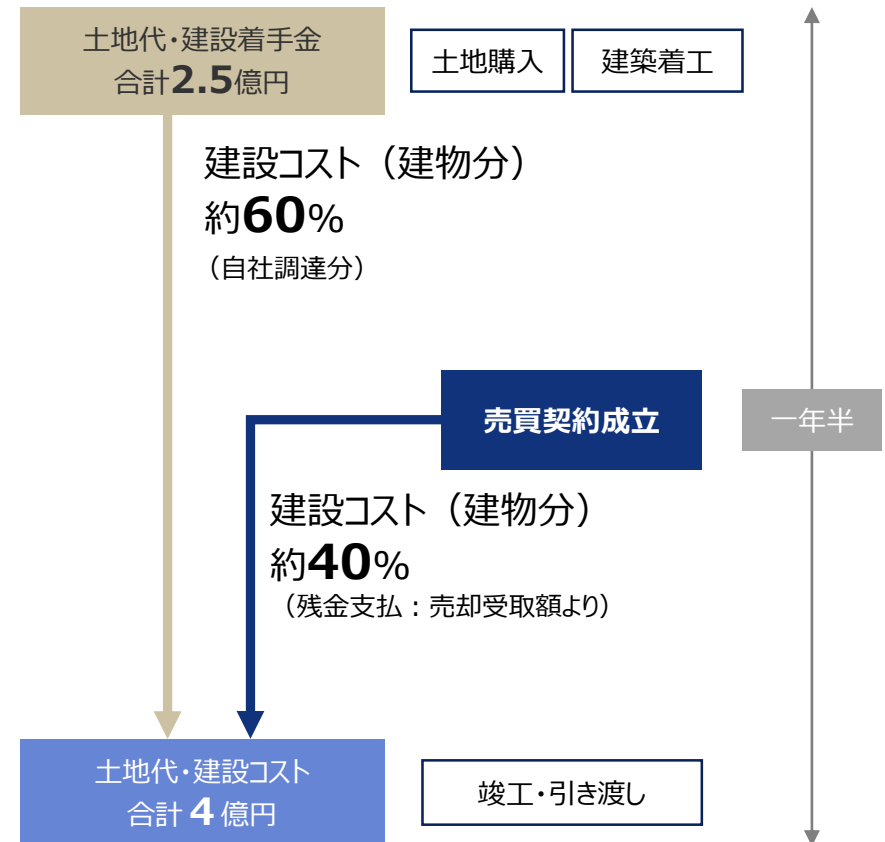 土地代・建設着手金
合計2.5億円
土地購入
建築着工
建設コスト（建物分）
約60%
（自社調達分）
売買契約成立
一年半
建設コスト（建物分）
約40%
（残金支払：売却受取額より）
土地代・建設コスト
合計 4 億円
竣工・引き渡し